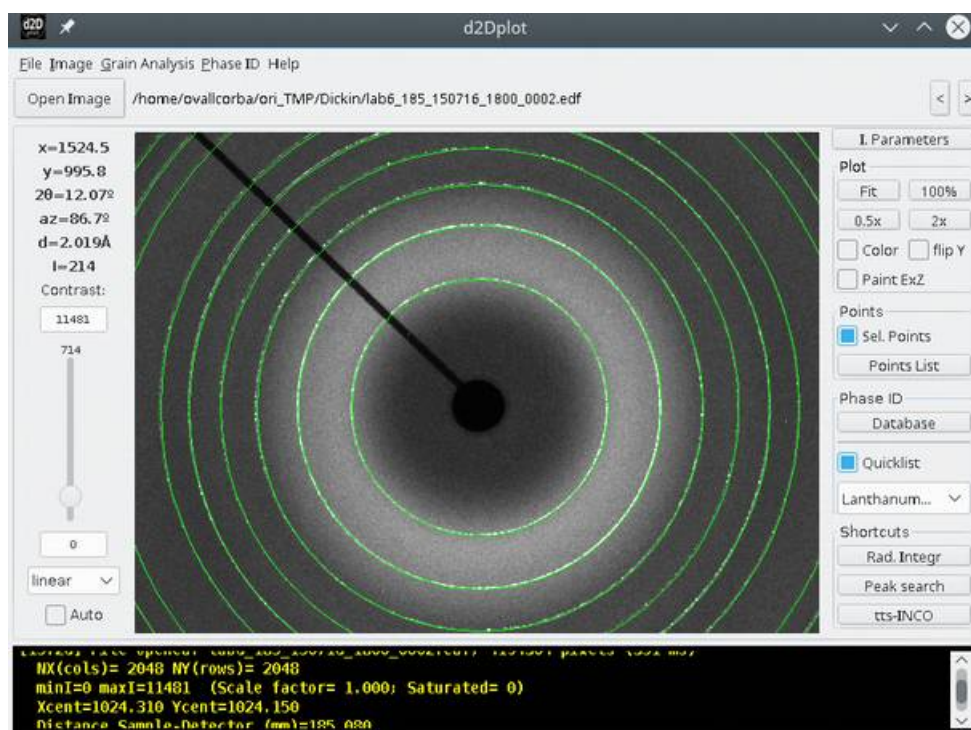 d2D
d2Dplot
File Image Grain Analysis Phase ID Help
Open Image /home/ovallcorba/ori_TMP/Dickin/lab6_185_150716_1800_0002.edf < >
x=1524.5
y=995.8
2θ=12.07º
az=86.7º
d=2.019Å
I=214
Contrast:
11481
714
0
linear
Auto
I. Parameters
Plot
Fit 100%
0.5x 2x
Color flip Y
Paint ExZ
Points
Sel. Points
Points List
Phase ID
Database
Quicklist
Lanthanum...
Shortcuts
Rad. Integr
Peak search
tts-INCO
NX(cols)= 2048 NY(rows)= 2048
minI=0 maxI=11481 (Scale factor= 1.000; Saturated= 0)
Xcent=1024.310 Ycent=1024.150
Distance Sample-Detector (mm)=185.080